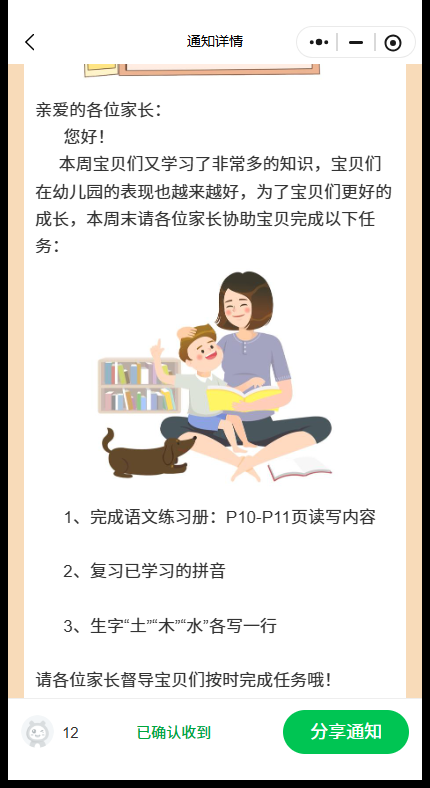 通知详情
亲爱的各位家长：
您好！
本周宝贝们又学习了非常多的知识，宝贝们
在幼儿园的表现也越来越好，为了宝贝们更好的
成长，本周末请各位家长协助宝贝完成以下任
务：
1、完成语文练习册：P10-P11页读写内容
2、复习已学习的拼音
3、生字“土”“木”“水”各写一行
请各位家长督导宝贝们按时完成任务哦！
12
已确认收到
分享通知